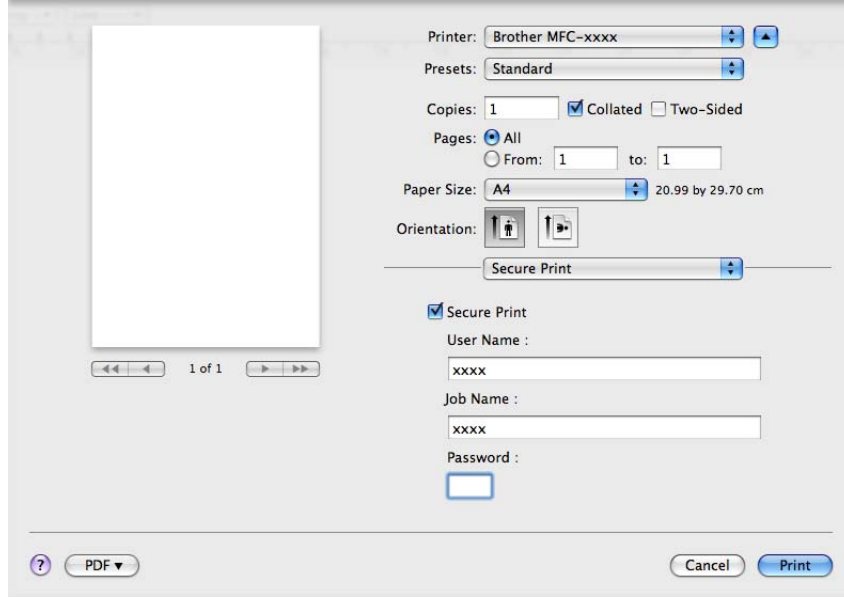 Printer: Brother MFC-xxxx
Presets: Standard
Copies: 1 Collated Two-Sided
Pages: All
From: 1 to: 1
Paper Size: A4 20.99 by 29.70 cm
Orientation:
Secure Print
Secure Print
User Name :
xxxx
1 of 1
Job Name :
xxxx
Password :
? PDF▼ Cancel Print